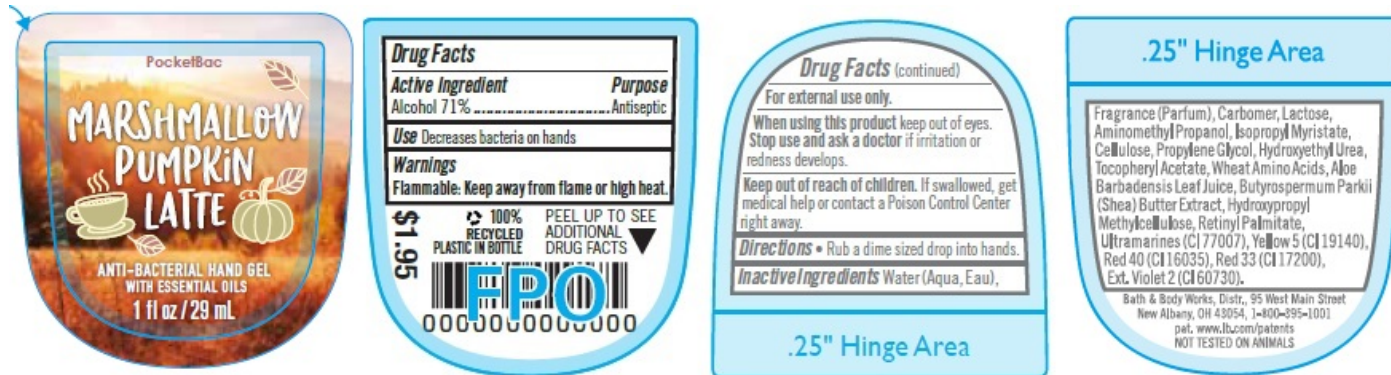 PocketBac
MARSHMALLOW
PUMPKIN
LATTE
ANTI-BACTERIAL HAND GEL
WITH ESSENTIAL OILS
1 fl oz / 29 mL
Drug Facts
Active Ingredient Purpose
Alcohol 71%........................................Antiseptic
Use Decreases bacteria on hands
Warnings
Flammable: Keep away from flame or high heat.
$1.95
100%
RECYCLED
PLASTIC IN BOTTLE
PEEL UP TO SEE
ADDITIONAL
DRUG FACTS
FPO
0000000000000
Drug Facts (continued)
For external use only.
When using this product keep out of eyes.
Stop use and ask a doctor if irritation or
redness develops.
Keep out of reach of children. If swallowed, get
medical help or contact a Poison Control Center
right away.
Directions • Rub a dime sized drop into hands.
Inactive Ingredients Water (Aqua, Eau),
.25" Hinge Area
.25" Hinge Area
Fragrance (Parfum), Carbomer, Lactose,
Aminomethyl Propanol, Isopropyl Myristate,
Cellulose, Propylene Glycol, Hydroxyethyl Urea,
Tocopheryl Acetate, Wheat Amino Acids, Aloe
Barbadensis Leaf Juice, Butyrospermum Parkii
(Shea) Butter Extract, Hydroxypropyl
Methylcellulose, Retinyl Palmitate,
Ultramarines (CI 77007), Yellow 5 (CI 19140),
Red 40 (CI 16035), Red 33 (CI 17200),
Ext. Violet 2 (CI 60730).
Bath & Body Works, Distr., 95 West Main Street
New Albany, OH 43054, 1-800-395-1001
pat. www.lb.com/patents
NOT TESTED ON ANIMALS